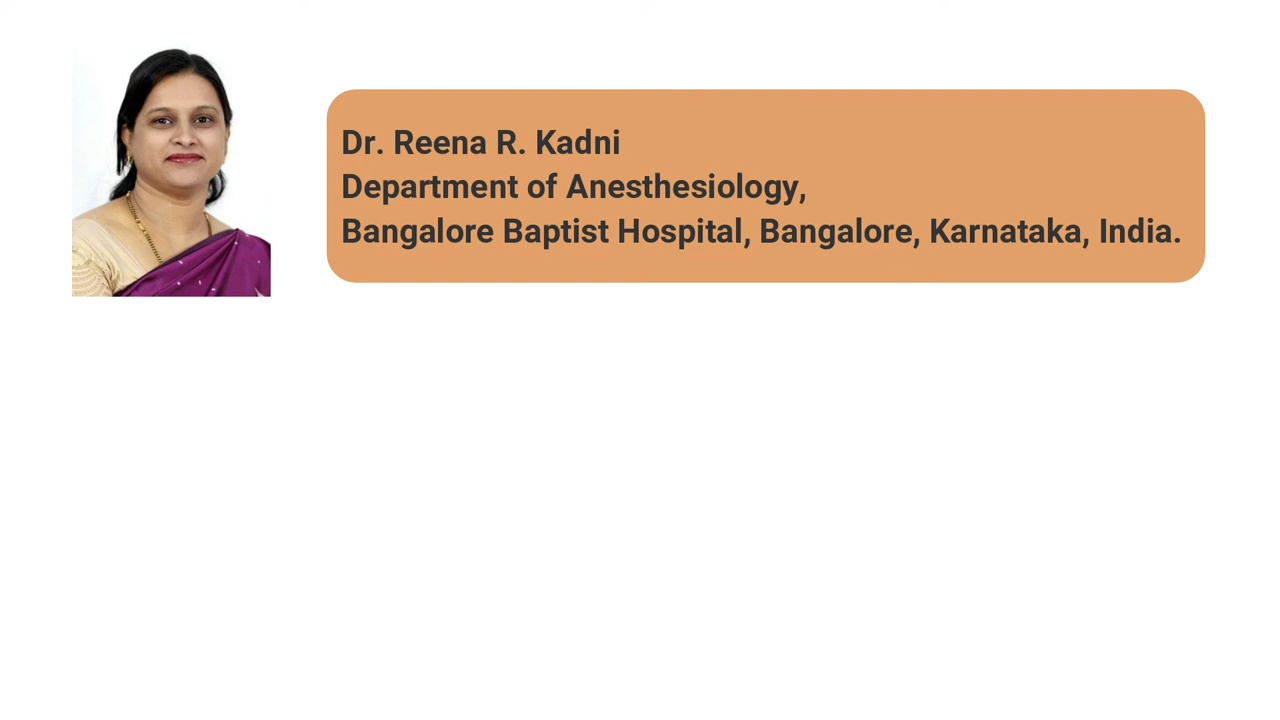 Dr. Reena R. Kadni
Department of Anesthesiology,
Bangalore Baptist Hospital, Bangalore, Karnataka, India.